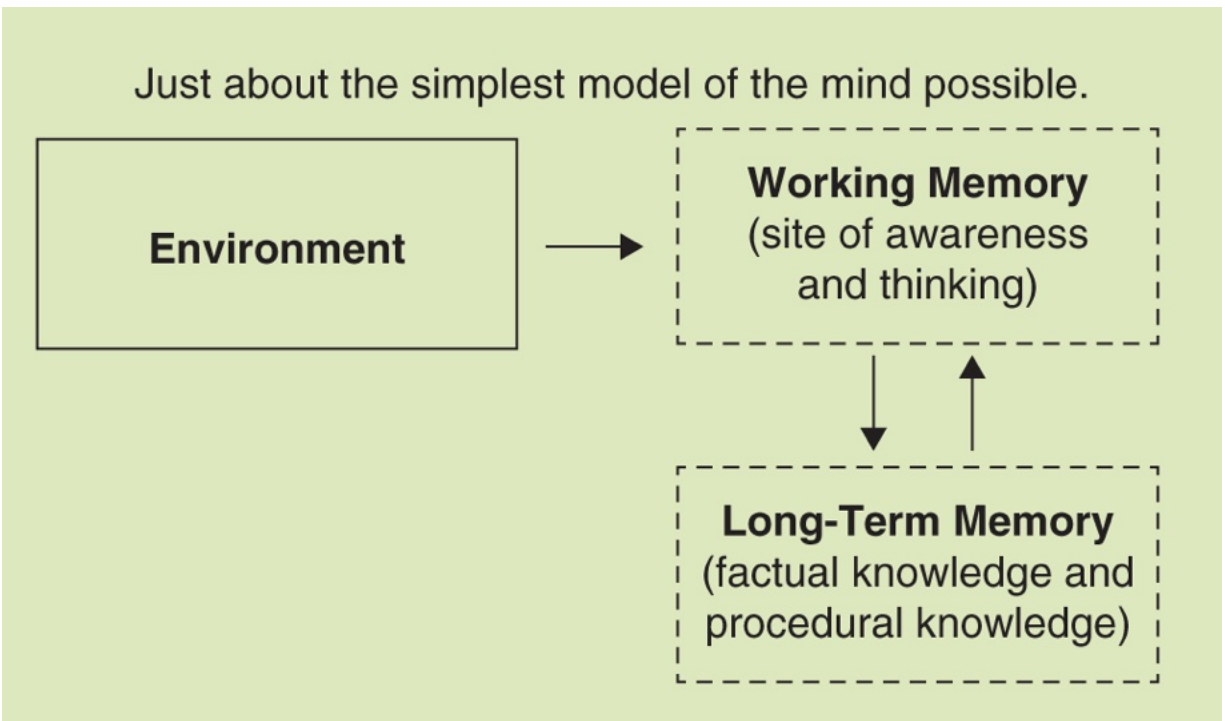 Just about the simplest model of the mind possible.
Environment
Working Memory
(site of awareness
and thinking)
Long-Term Memory
(factual knowledge and
procedural knowledge)